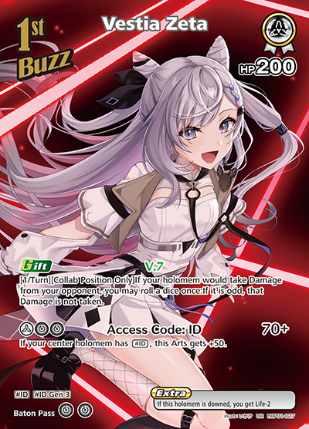 1st
Buzz
Vestia Zeta
HP200
Gift V.7
[1/Turn][Collab Position Only]If your holomem would take Damage
from your opponent, you may roll a dice once:If it is odd, that
Damage is not taken.
Access Code: ID 70+
If your center holomem has #ID, this Arts gets +50.
#ID #ID Gen 3
Baton Pass
Extra
If this holomem is downed, you get Life-2
UR